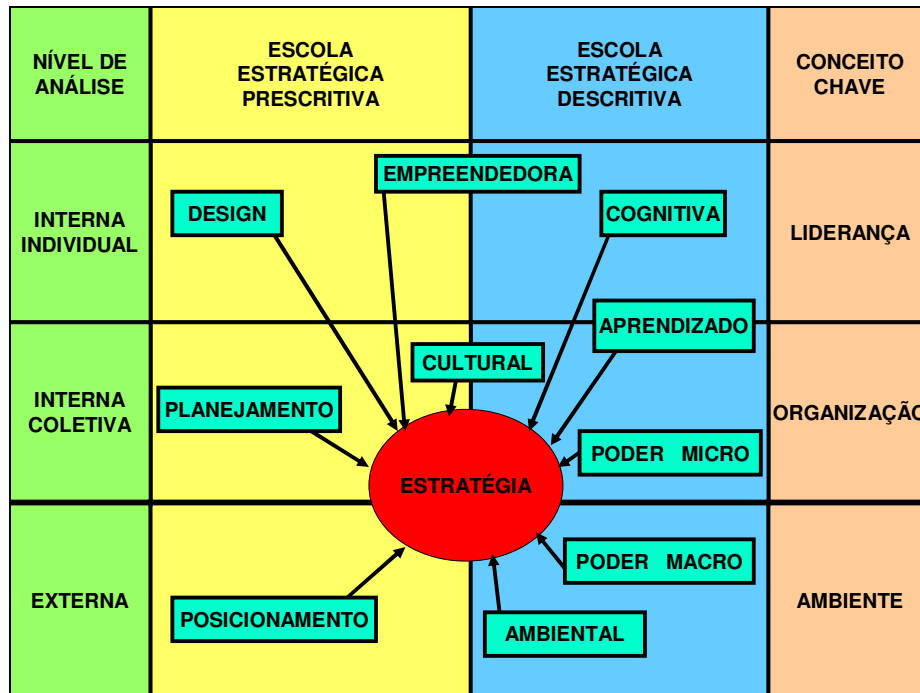 NÍVEL DE
ANÁLISE
ESCOLA
ESTRATÉGICA
PRESCRITIVA
ESCOLA
ESTRATÉGICA
DESCRITIVA
CONCEITO
CHAVE
INTERNA
INDIVIDUAL
DESIGN
EMPREENDEDORA
COGNITIVA
LIDERANÇA
APRENDIZADO
INTERNA
COLETIVA
PLANEJAMENTO
CULTURAL
PODER MICRO
ORGANIZAÇÃO
ESTRATÉGIA
EXTERNA
POSICIONAMENTO
AMBIENTAL
PODER MACRO
AMBIENTE